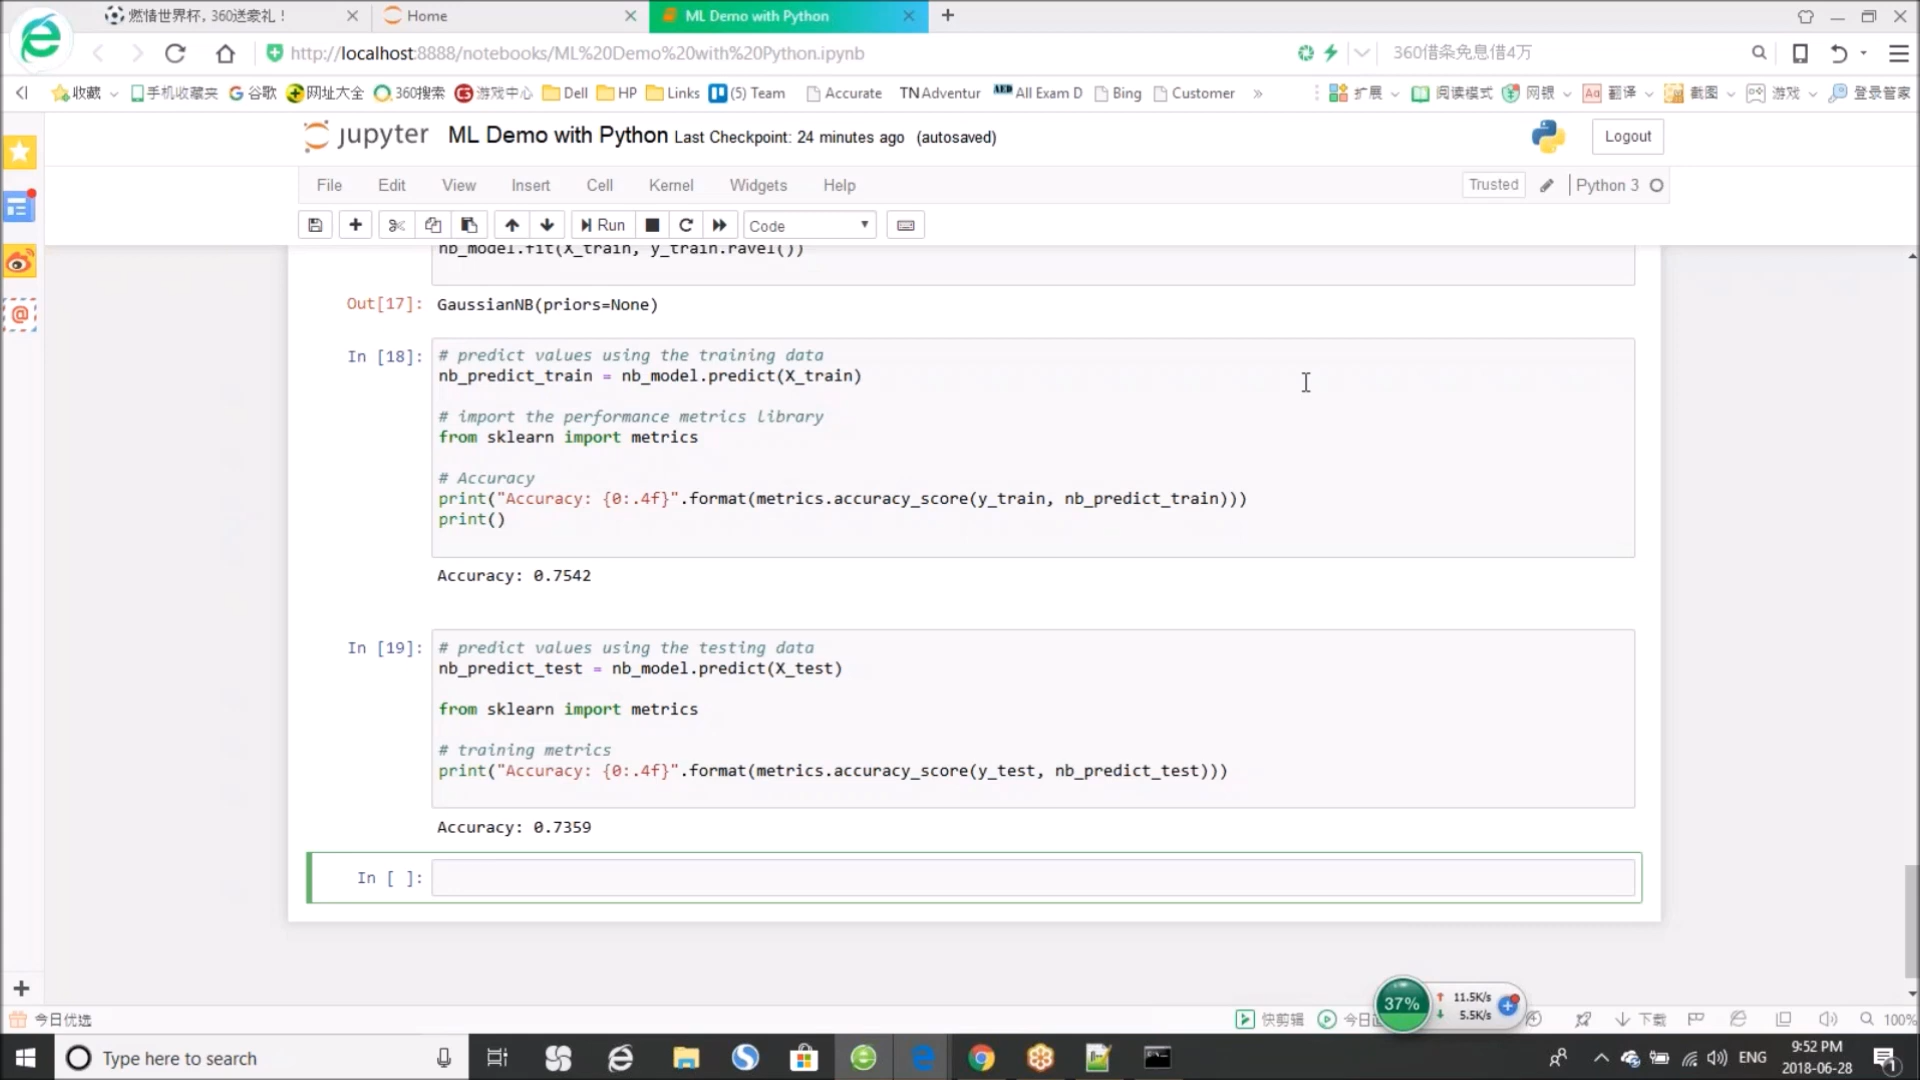 燃情世界杯，360送豪礼！
Home
ML Demo with Python
http://localhost:8888/notebooks/ML%20Demo%20with%20Python.ipynb
360借条免息借4万
收藏 手机收藏夹 谷歌 网址大全 360搜索 游戏中心 Dell HP Links (5) Team Accurate TN Adventur AED All Exam D Bing Customer » 扩展 阅读模式 网银 翻译 截图 游戏 登录管家
jupyter ML Demo with Python Last Checkpoint: 24 minutes ago (autosaved)
Logout
File Edit View Insert Cell Kernel Widgets Help
Trusted Python 3
Run Code
nb_model.fit(X_train, y_train.ravel())
Out[17]: GaussianNB(priors=None)
In [18]: # predict values using the training data
nb_predict_train = nb_model.predict(X_train)
# import the performance metrics library
from sklearn import metrics
# Accuracy
print("Accuracy: {0:.4f}".format(metrics.accuracy_score(y_train, nb_predict_train)))
print()
Accuracy: 0.7542
In [19]: # predict values using the testing data
nb_predict_test = nb_model.predict(X_test)
from sklearn import metrics
# training metrics
print("Accuracy: {0:.4f}".format(metrics.accuracy_score(y_test, nb_predict_test)))
Accuracy: 0.7359
In [ ]:
37% 11.5K/s
5.5K/s
今日优选
快剪辑 今日 下载 100%
Type here to search
ENG
9:52 PM
2018-06-28
1